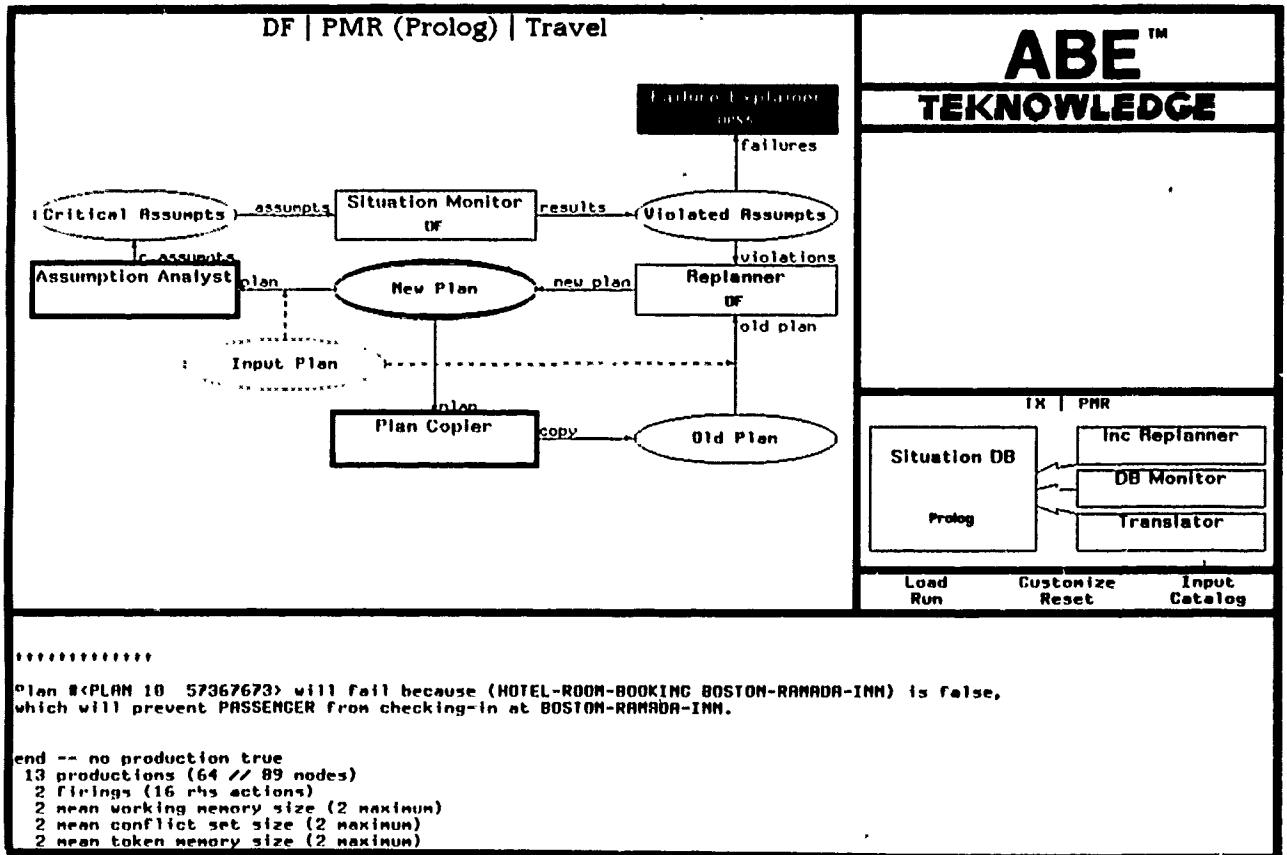 DF | PMR (Prolog) | Travel
Failure Explainer
OPS5
failures
Critical Assumpts
assumpts
Situation Monitor
DF
results
Violated Assumpts
c-assumpts
violations
Assumption Analyst
plan
New Plan
new plan
Replanner
DF
old plan
Input Plan
plan
Plan Copier
copy
Old Plan
ABE™
TEKNOWLEDGE
TX | PMR
Situation DB
Prolog
Inc Replanner
DB Monitor
Translator
Load Customize Input
Run Reset Catalog
Plan #<PLAN 10 57367673> will fail because (HOTEL-ROOM-BOOKING BOSTON-RAMADA-INN) is false,
which will prevent PASSENGER from checking-in at BOSTON-RAMADA-INN.
end -- no production true
13 productions (64 // 89 nodes)
2 firings (16 rhs actions)
2 mean working memory size (2 maximum)
2 mean conflict set size (2 maximum)
2 mean token memory size (2 maximum)